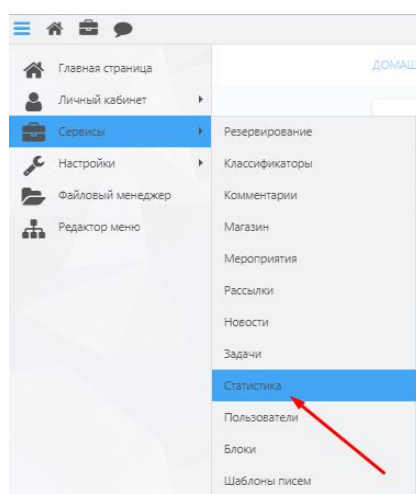 Главная страница
ДОМАШ
Личный кабинет
Сервисы
Резервирование
Настройки
Классификаторы
Файловый менеджер
Комментарии
Редактор меню
Магазин
Мероприятия
Рассылки
Новости
Задачи
Статистика
Пользователи
Блоки
Шаблоны писем